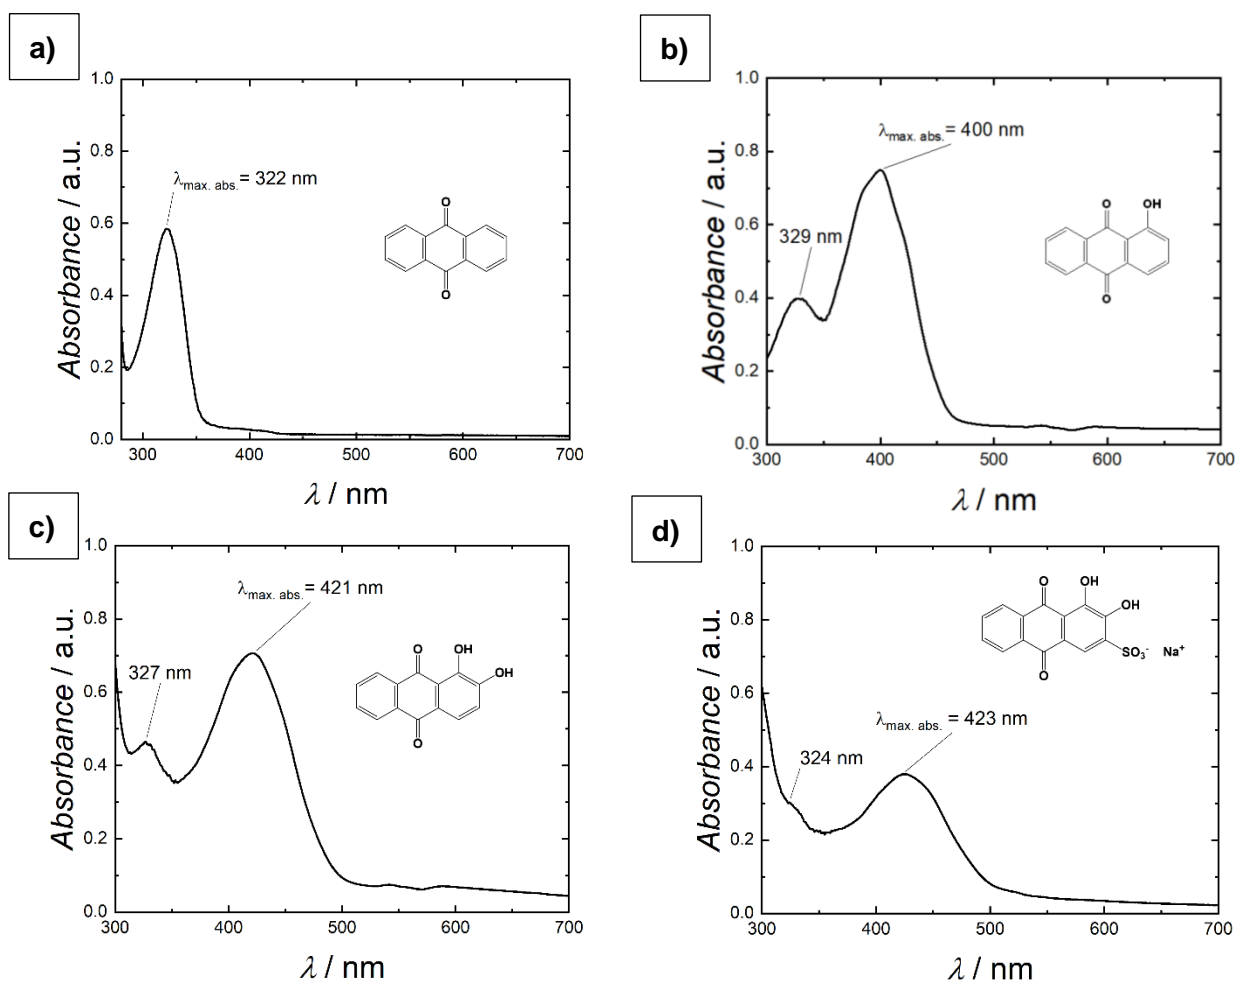 a)
1.0
0.8
0.6
0.4
0.2
0.0
Absorbance / a.u.
λmax. abs.= 322 nm
O
O
300 400 500 600 700
λ / nm
b)
1.0
0.8
0.6
0.4
0.2
0.0
Absorbance / a.u.
λmax. abs.= 400 nm
329 nm
O OH
O
300 400 500 600 700
λ / nm
c)
1.0
0.8
0.6
0.4
0.2
0.0
Absorbance / a.u.
λmax. abs.= 421 nm
327 nm
O OH
OH
O
300 400 500 600 700
λ / nm
d)
1.0
0.8
0.6
0.4
0.2
0.0
Absorbance / a.u.
O OH
OH
SO3- Na+
O
λmax. abs.= 423 nm
324 nm
300 400 500 600 700
λ / nm